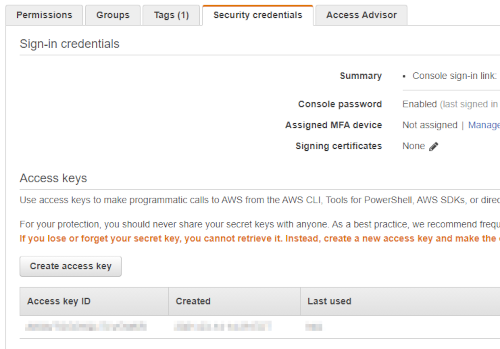 Permissions Groups Tags (1) Security credentials Access Advisor
Sign-in credentials
Summary • Console sign-in link:
Console password Enabled (last signed in
Assigned MFA device Not assigned | Manage
Signing certificates None
Access keys
Use access keys to make programmatic calls to AWS from the AWS CLI, Tools for PowerShell, AWS SDKs, or
For your protection, you should never share your secret keys with anyone. As a best practice, we recommend
If you lose or forget your secret key, you cannot retrieve it. Instead, create a new access key and make the
Create access key
Access key ID Created Last used